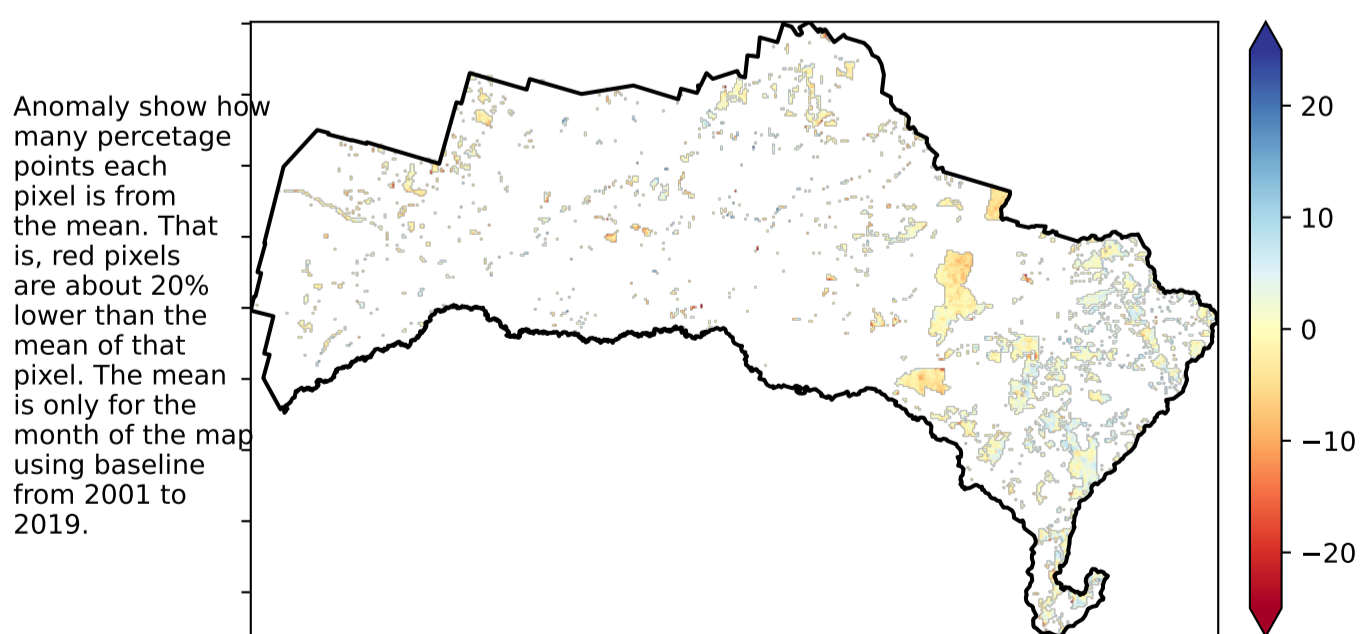 Anomaly show how
many percetage
points each
pixel is from
the mean. That
is, red pixels
are about 20%
lower than the
mean of that
pixel. The mean
is only for the
month of the map
using baseline
from 2001 to
2019.
20
10
0
−10
−20